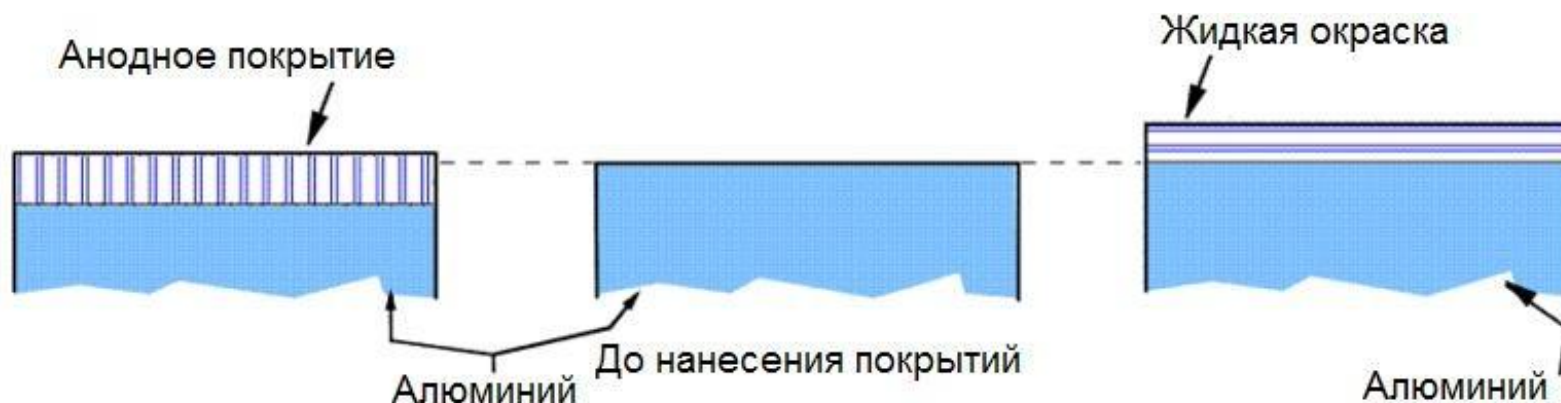 Анодное покрытие
Жидкая окраска
До нанесения покрытий
Алюминий
Алюминий